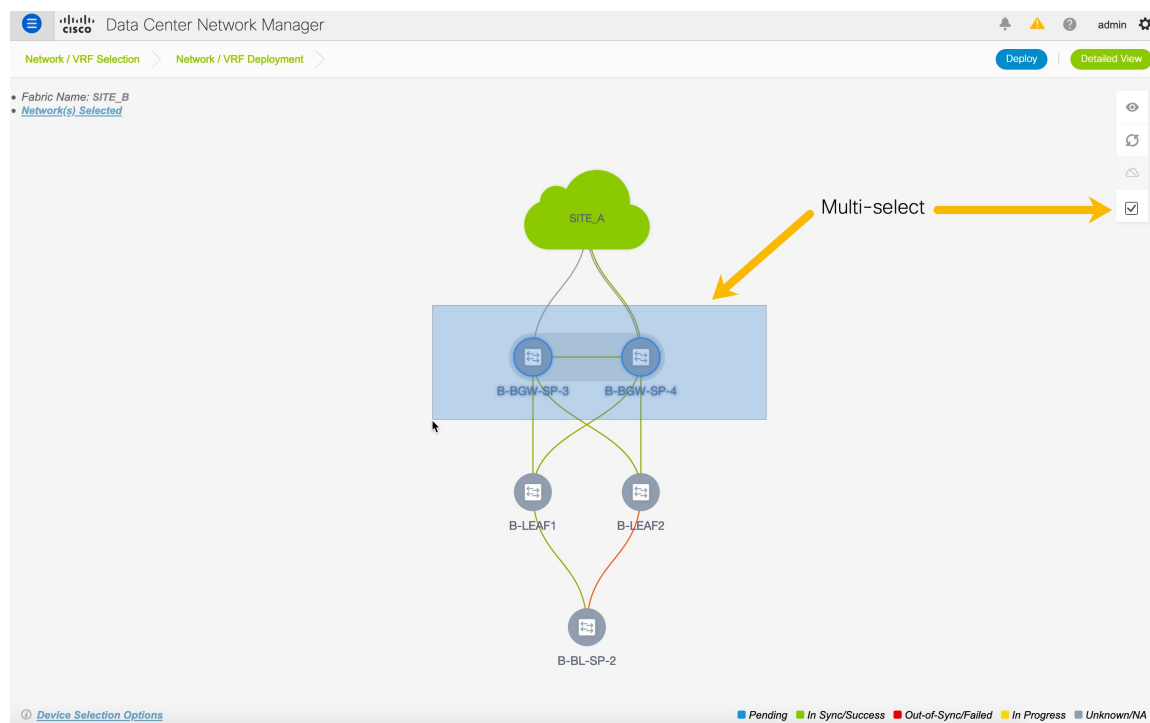 cisco Data Center Network Manager admin
Network / VRF Selection Network / VRF Deployment Deploy Detailed View
Fabric Name: SITE_B
Network(s) Selected
Multi-select
SITE_A
B-BGW-SP-3 B-BGW-SP-4
B-LEAF1 B-LEAF2
B-BL-SP-2
Device Selection Options Pending In Sync/Success Out-of-Sync/Failed In Progress Unknown/NA